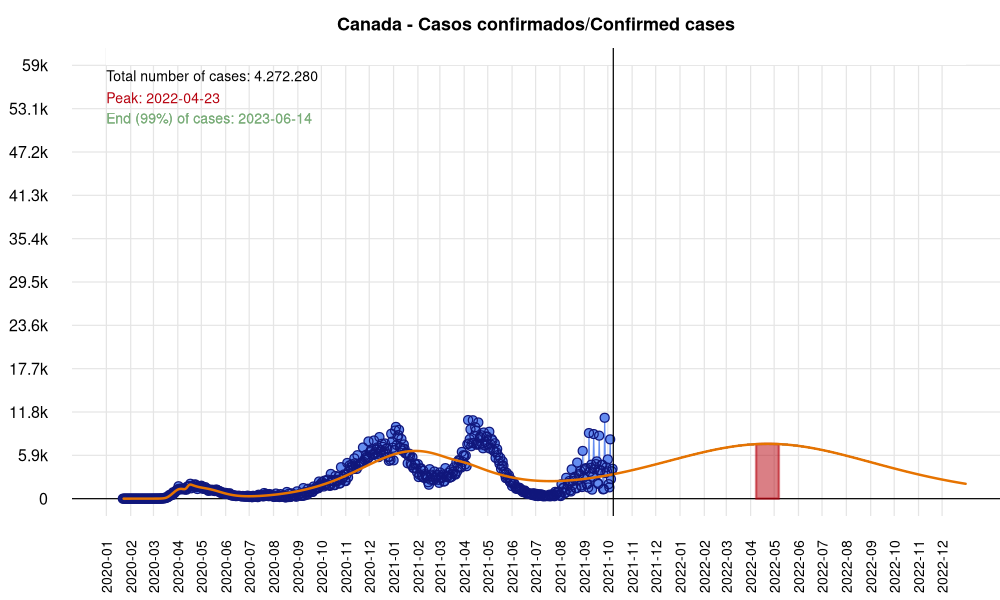 Canada - Casos confirmados/Confirmed cases
59k
Total number of cases: 4.272.280
Peak: 2022-04-23
53.1k
End (99%) of cases: 2023-06-14
47.2k
41.3k
35.4k
29.5k
23.6k
17.7k
11.8k
5.9k
0
2020-01
2020-02
2020-03
2020-04
2020-05
2020-06
2020-07
2020-08
2020-09
2020-10
2020-11
2020-12
2021-01
2021-02
2021-03
2021-04
2021-05
2021-06
2021-07
2021-08
2021-09
2021-10
2021-11
2021-12
2022-01
2022-02
2022-03
2022-04
2022-05
2022-06
2022-07
2022-08
2022-09
2022-10
2022-11
2022-12